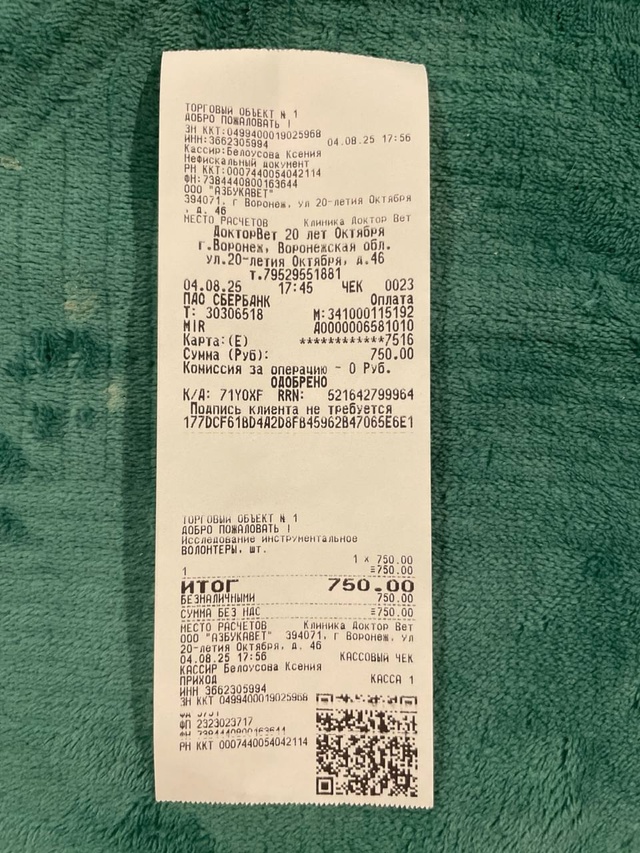 ТОРГОВЫЙ ОБЪЕКТ N 1
ДОБРО ПОЖАЛОВАТЬ !
ЗН ККТ:0499400019025968
ИНН:3662305994 04.08.25 17:56
Кассир:Белоусова Ксения
Нефискальный документ
РН ККТ:0007440054042114
ФН:7384440800163644
ООО "АЗБУКАВЕТ"
394071, г Воронеж, ул 20-летия Октября
, д. 46
МЕСТО РАСЧЕТОВ Клиника Доктор Вет
ДокторВет 20 лет Октября
г.Воронеж, Воронежская обл.
ул.20-летия Октября, д.46
т.79529551881
04.08.25 17:45 ЧЕК 0023
ПАО СБЕРБАНК Оплата
Т: 30306518 М:341000115192
MIR A0000006581010
Карта:(E) ************7516
Сумма (Руб): 750.00
Комиссия за операцию - 0 Руб.
ОДОБРЕНО
К/Д: 71Y0XF RRN: 521642799964
Подпись клиента не требуется
177DCF61BD4A2D8FB45962B47065E6E1
ТОРГОВЫЙ ОБЪЕКТ N 1
ДОБРО ПОЖАЛОВАТЬ !
Исследование инструментальное
ВОЛОНТЕРЫ, шт.
1 x 750.00
1 =750.00
ИТОГ 750.00
БЕЗНАЛИЧНЫМИ 750.00
СУММА БЕЗ НДС =750.00
МЕСТО РАСЧЕТОВ Клиника Доктор Вет
ООО "АЗБУКАВЕТ" 394071, г Воронеж, ул
20-летия Октября, д. 46
04.08.25 17:56 КАССОВЫЙ ЧЕК
КАССИР Белоусова Ксения
ПРИХОД КАССА 1
ИНН 3662305994
ЗН ККТ 0499400019025968
ФП 2323023717
ФН 7384440800163644
РН ККТ 0007440054042114